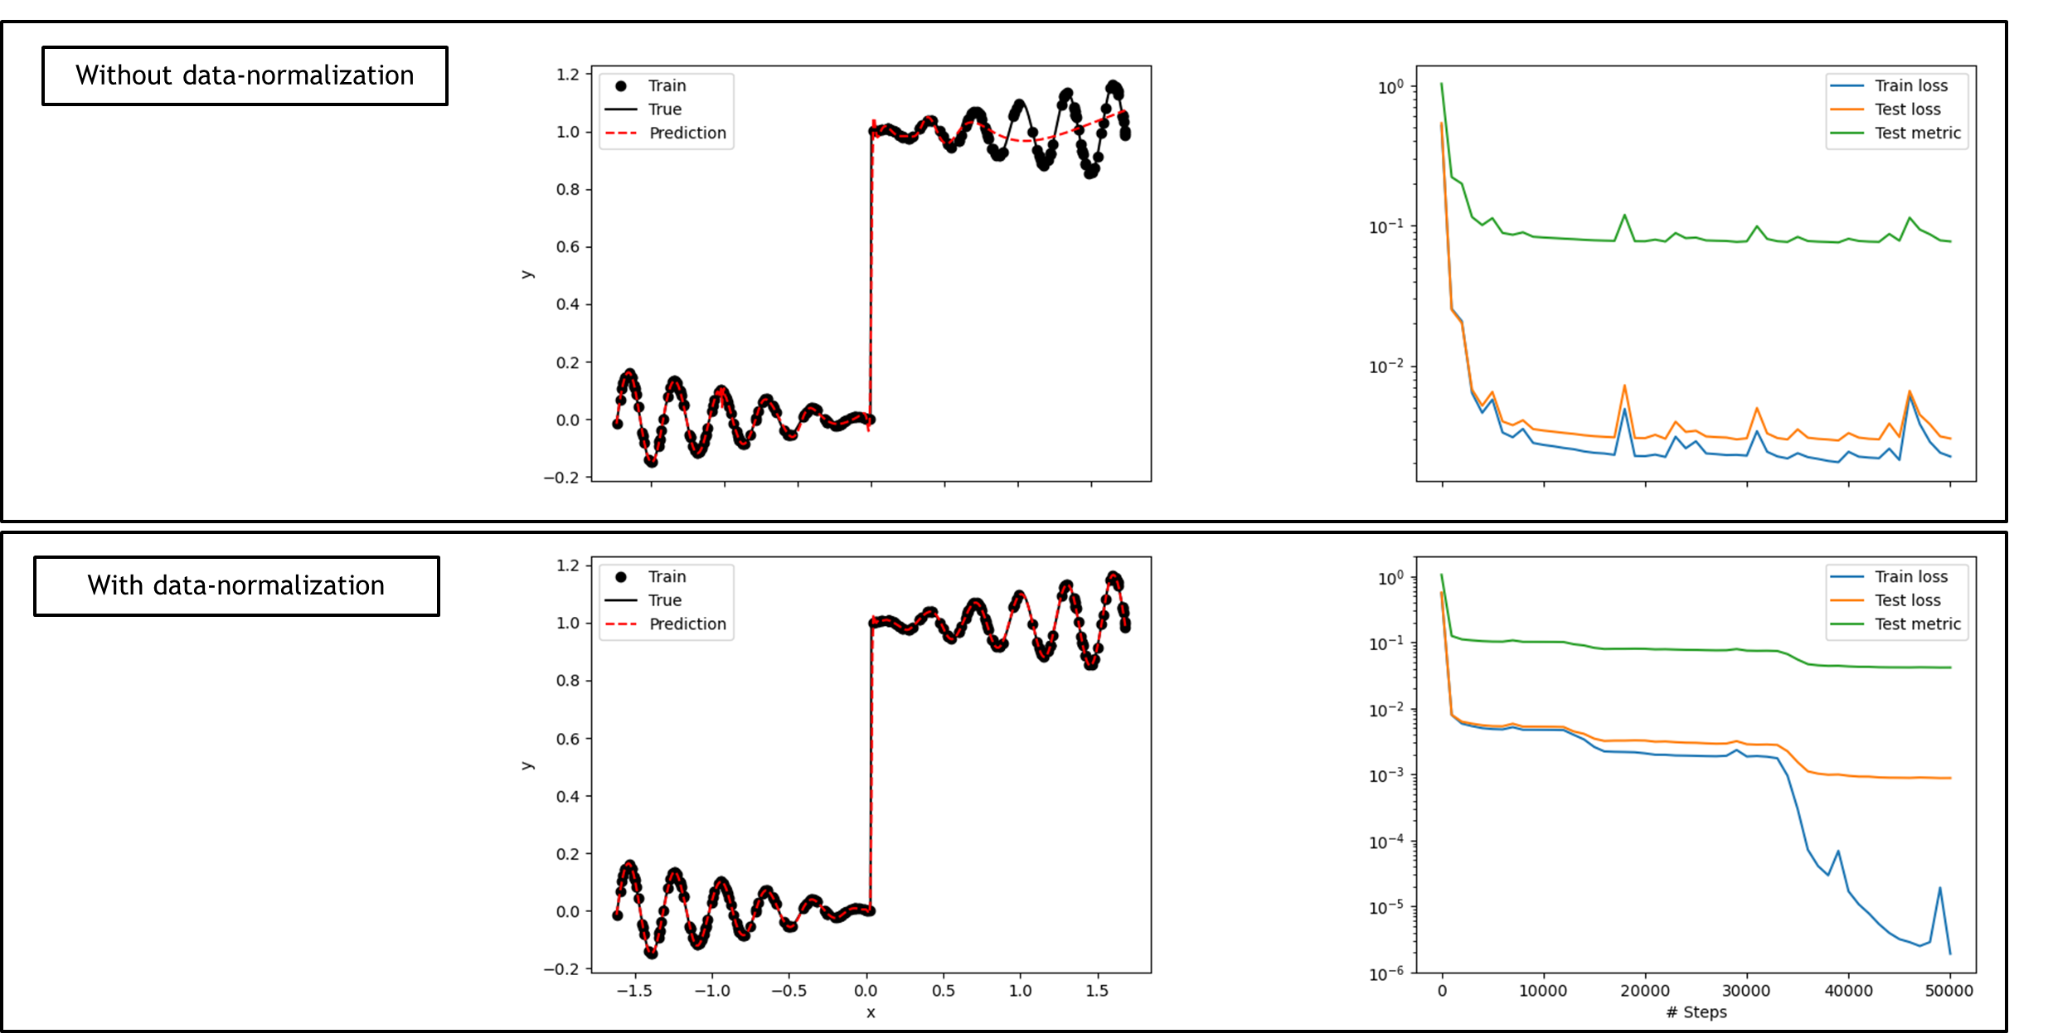 Without data-normalization
1.2
1.0
0.8
0.6
0.4
0.2
0.0
−0.2
y
Train
True
Prediction
10⁰
10⁻¹
10⁻²
Train loss
Test loss
Test metric
With data-normalization
1.2
1.0
0.8
0.6
0.4
0.2
0.0
−0.2
y
Train
True
Prediction
−1.5 −1.0 −0.5 0.0 0.5 1.0 1.5
x
10⁰
10⁻¹
10⁻²
10⁻³
10⁻⁴
10⁻⁵
10⁻⁶
Train loss
Test loss
Test metric
0 10000 20000 30000 40000 50000
# Steps